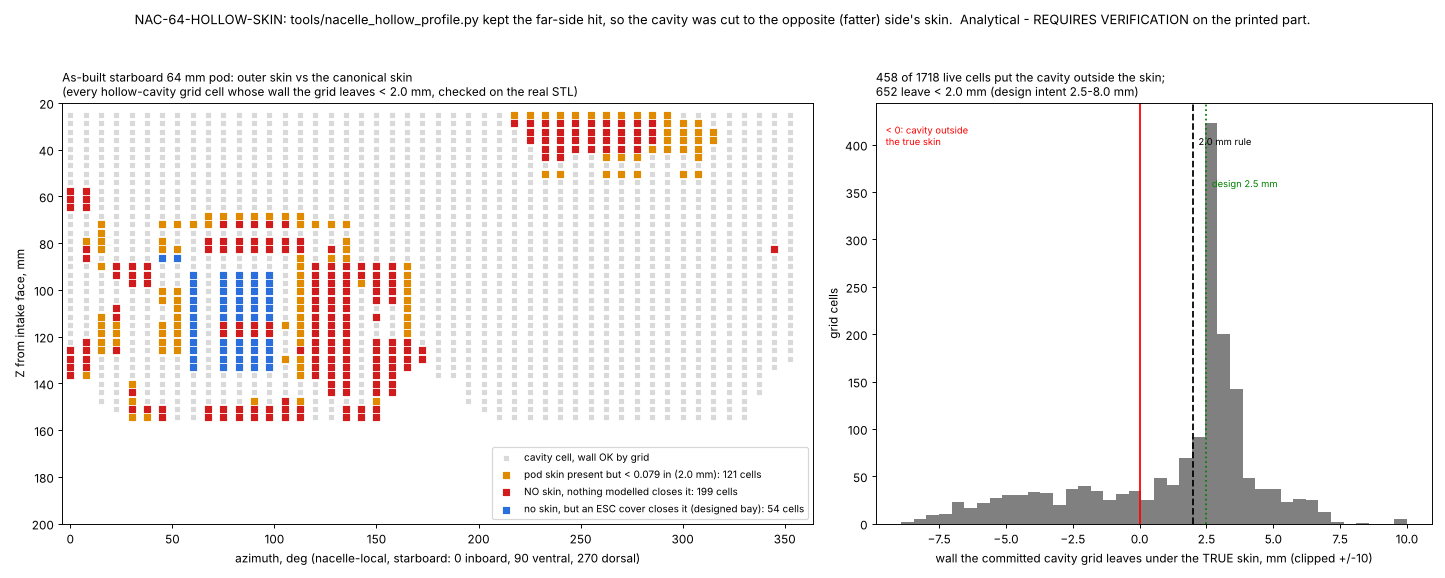 NAC-64-HOLLOW-SKIN: tools/nacelle_hollow_profile.py kept the far-side hit, so the cavity was cut to the opposite (fatter) side's skin.  Analytical - REQUIRES VERIFICATION on the printed part.
As-built starboard 64 mm pod: outer skin vs the canonical skin
(every hollow-cavity grid cell whose wall the grid leaves < 2.0 mm, checked on the real STL)
20
40
60
80
100
120
140
160
180
200
Z from intake face, mm
0
50
100
150
200
250
300
350
azimuth, deg (nacelle-local, starboard: 0 inboard, 90 ventral, 270 dorsal)
cavity cell, wall OK by grid
pod skin present but < 0.079 in (2.0 mm): 121 cells
NO skin, nothing modelled closes it: 199 cells
no skin, but an ESC cover closes it (designed bay): 54 cells
458 of 1718 live cells put the cavity outside the skin;
652 leave < 2.0 mm (design intent 2.5-8.0 mm)
< 0: cavity outside
the true skin
2.0 mm rule
design 2.5 mm
400
350
300
250
200
150
100
50
0
grid cells
−7.5
−5.0
−2.5
0.0
2.5
5.0
7.5
10.0
wall the committed cavity grid leaves under the TRUE skin, mm (clipped +/-10)